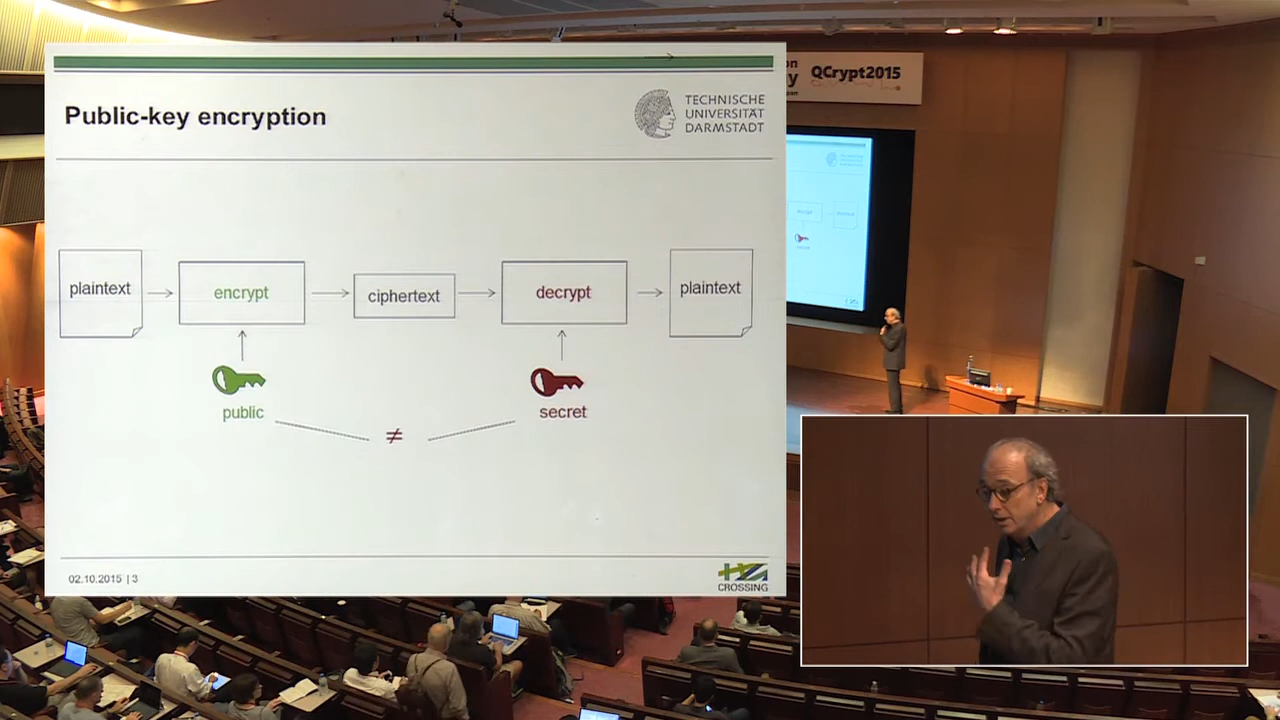 Public-key encryption
TECHNISCHE
UNIVERSITÄT
DARMSTADT
plaintext
encrypt
ciphertext
decrypt
plaintext
public
secret
≠
02.10.2015 | 3
CROSSING
QCrypt2015